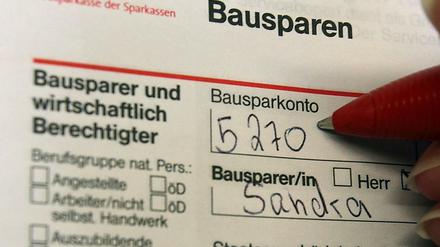 sparkasse der Sparkassen
Bausparen
Bausparer und
wirtschaftlich
Berechtigter
Bausparkonto
5270
Berufsgruppe nat. Pers.:
Bausparer/in Herr
Angestellte öD
Sandra
Arbeiter/nicht öD
selbst. Handwerk
Auszubildende